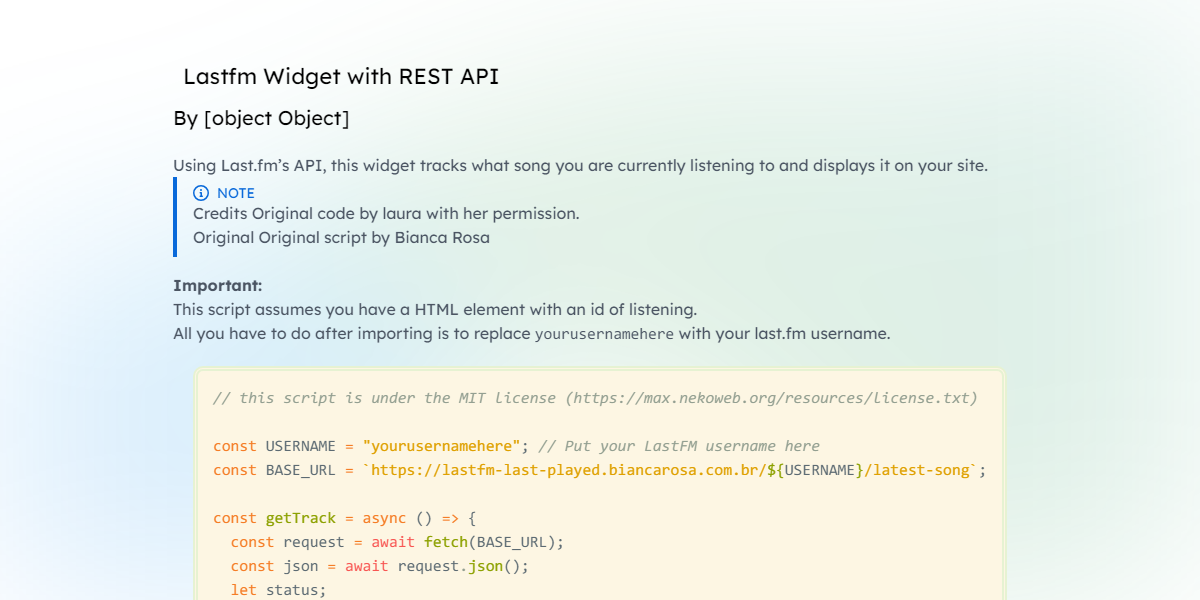 Lastfm Widget with REST API
By [object Object]
Using Last.fm’s API, this widget tracks what song you are currently listening to and displays it on your site.
NOTE
Credits Original code by laura with her permission.
Original Original script by Bianca Rosa
Important:
This script assumes you have a HTML element with an id of listening.
All you have to do after importing is to replace yourusernamehere with your last.fm username.
// this script is under the MIT license (https://max.nekoweb.org/resources/license.txt)
const USERNAME = "yourusernamehere"; // Put your LastFM username here
const BASE_URL = `https://lastfm-last-played.biancarosa.com.br/${USERNAME}/latest-song`;
const getTrack = async () => {
const request = await fetch(BASE_URL);
const json = await request.json();
let status;